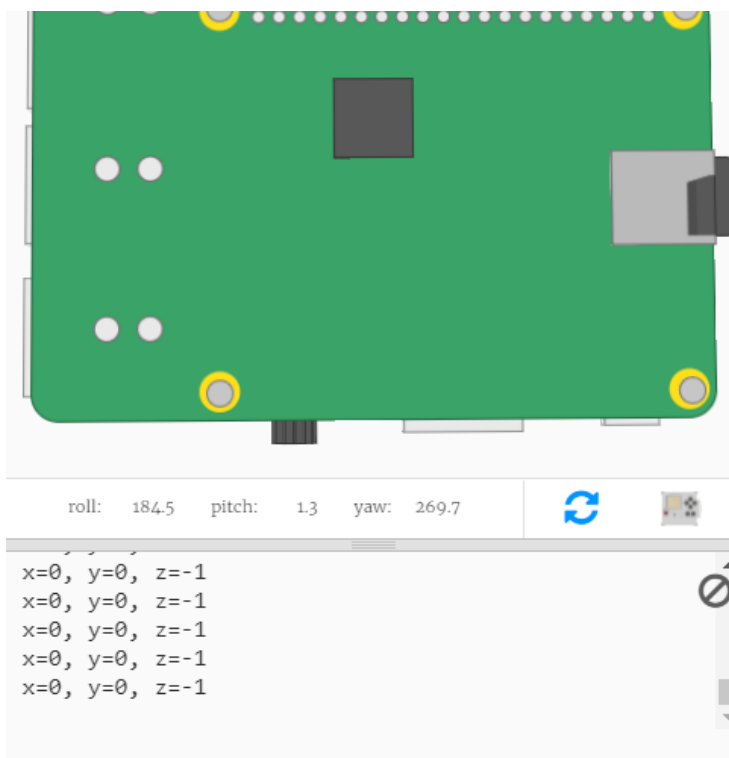 roll: 184.5 pitch: 1.3 yaw: 269.7
x=0, y=0, z=-1
x=0, y=0, z=-1
x=0, y=0, z=-1
x=0, y=0, z=-1
x=0, y=0, z=-1